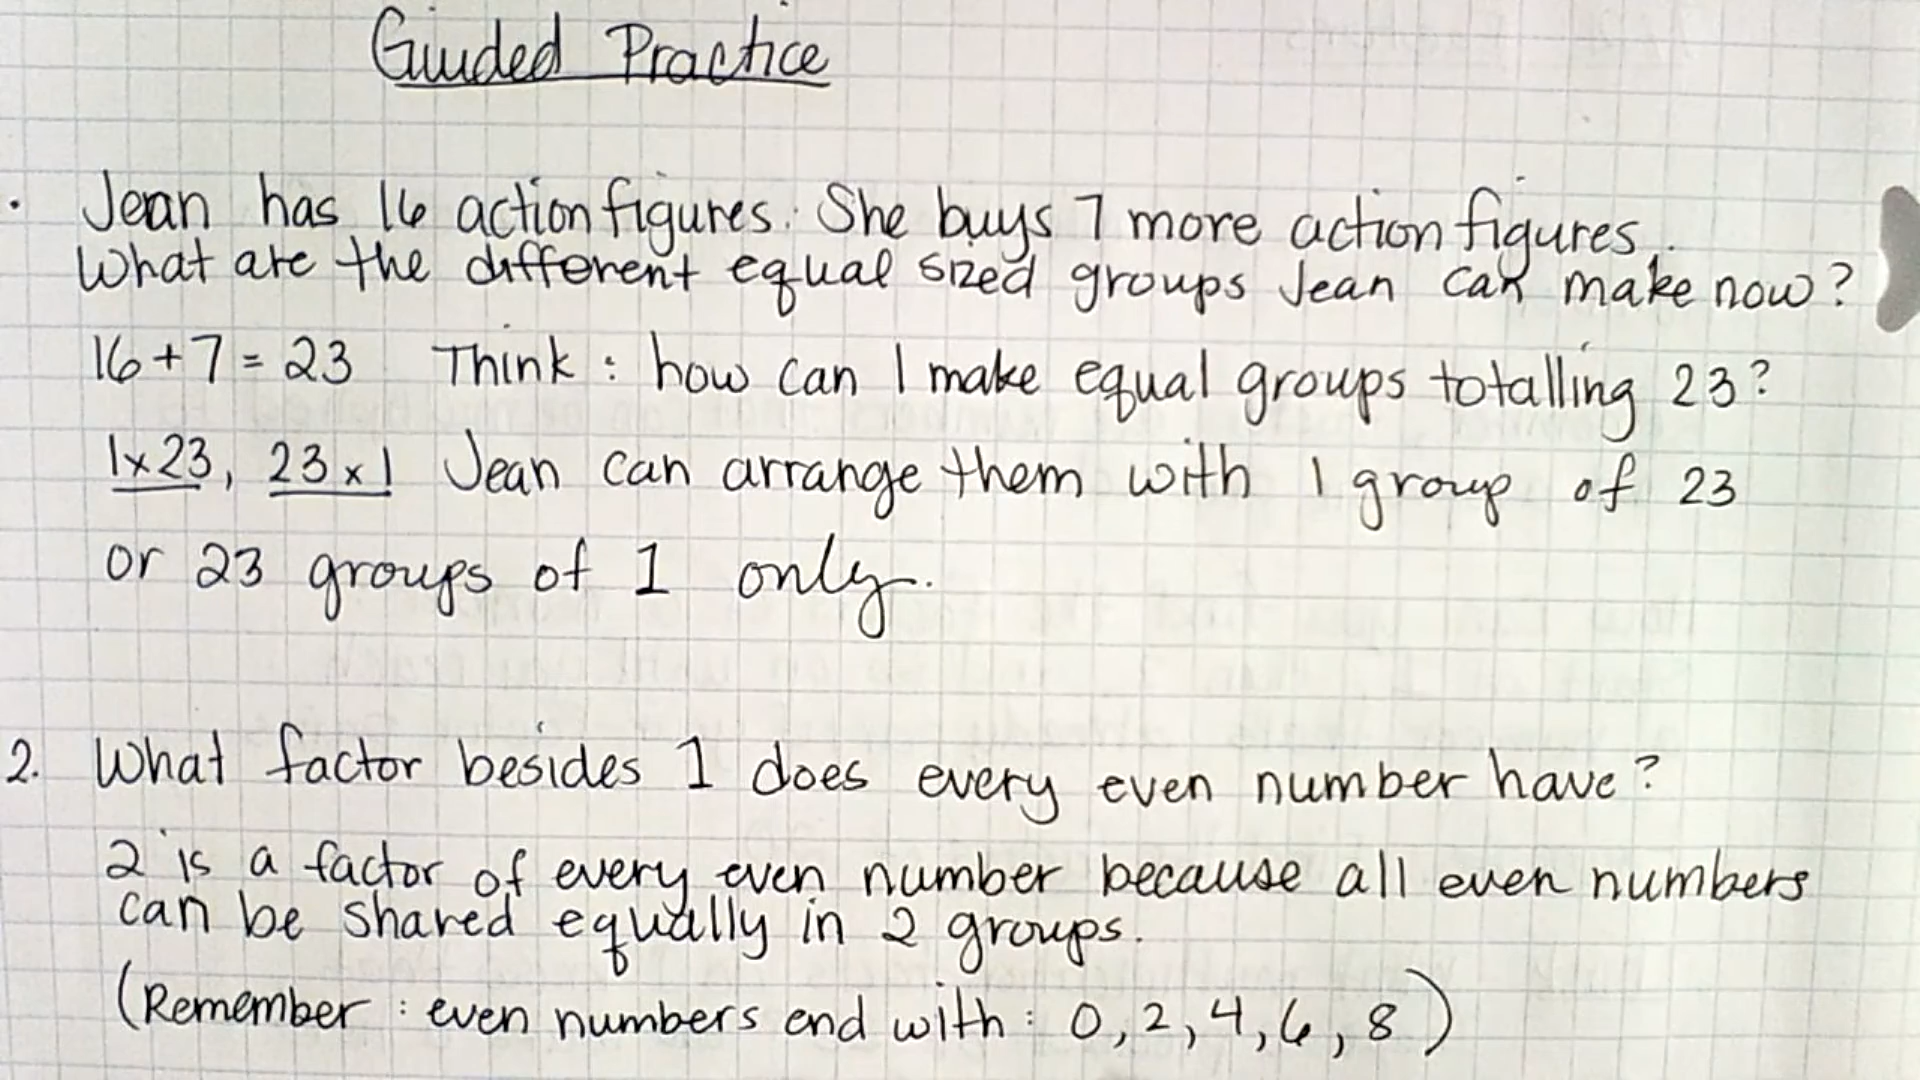 Guided Practice
. Jean has 16 action figures. She buys 7 more action figures.
What are the different equal sized groups Jean can make now?
16+7=23 Think: how can I make equal groups totalling 23?
1x23, 23x1 Jean can arrange them with 1 group of 23
or 23 groups of 1 only.
2. What factor besides 1 does every even number have?
2 is a factor of every even number because all even numbers
can be shared equally in 2 groups.
(Remember: even numbers end with: 0, 2, 4, 6, 8)